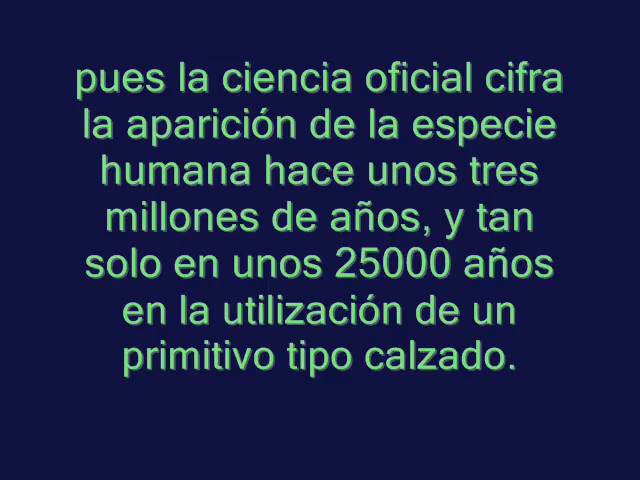 pues la ciencia oficial cifra
la aparición de la especie
humana hace unos tres
millones de años, y tan
solo en unos 25000 años
en la utilización de un
primitivo tipo calzado.